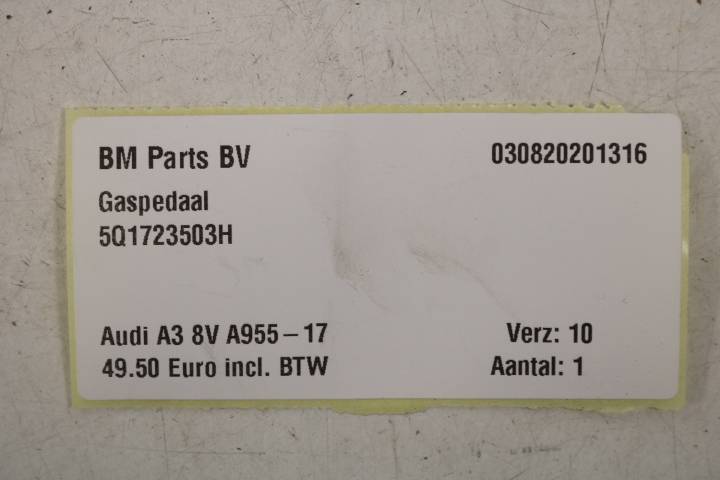 BM Parts BV 030820201316
Gaspedaal
5Q1723503H
Audi A3 8V A955-17 Verz: 10
49.50 Euro incl. BTW Aantal: 1